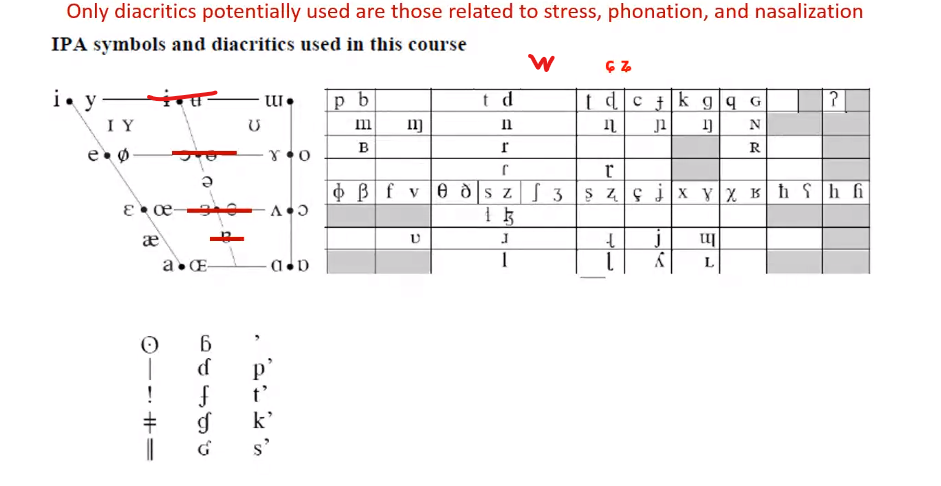 Only diacritics potentially used are those related to stress, phonation, and nasalization
IPA symbols and diacritics used in this course
w ɕ ʑ
i y ɨ ʉ ɯ p b t d ʈ ɖ c ɟ k ɡ q ɢ ʔ
ɪ ʏ ʊ m ɱ n ɳ ɲ ŋ ɴ
e ø ɘ ɵ ɤ o ʙ r ʀ
ə ɾ ɽ
ɛ œ ɜ ɞ ʌ ɔ ɸ β f v θ ð s z ʃ ʒ ʂ ʐ ç ʝ x ɣ χ ʁ ħ ʕ h ɦ
ɬ ɮ
æ ɐ ʋ ɹ ɻ j ɰ
a ɶ ɑ ɒ l ɭ ʎ ʟ
ʘ ɓ ʼ
ǀ ɗ pʼ
ǃ ʄ tʼ
ǂ ɠ kʼ
ǁ ʛ sʼ